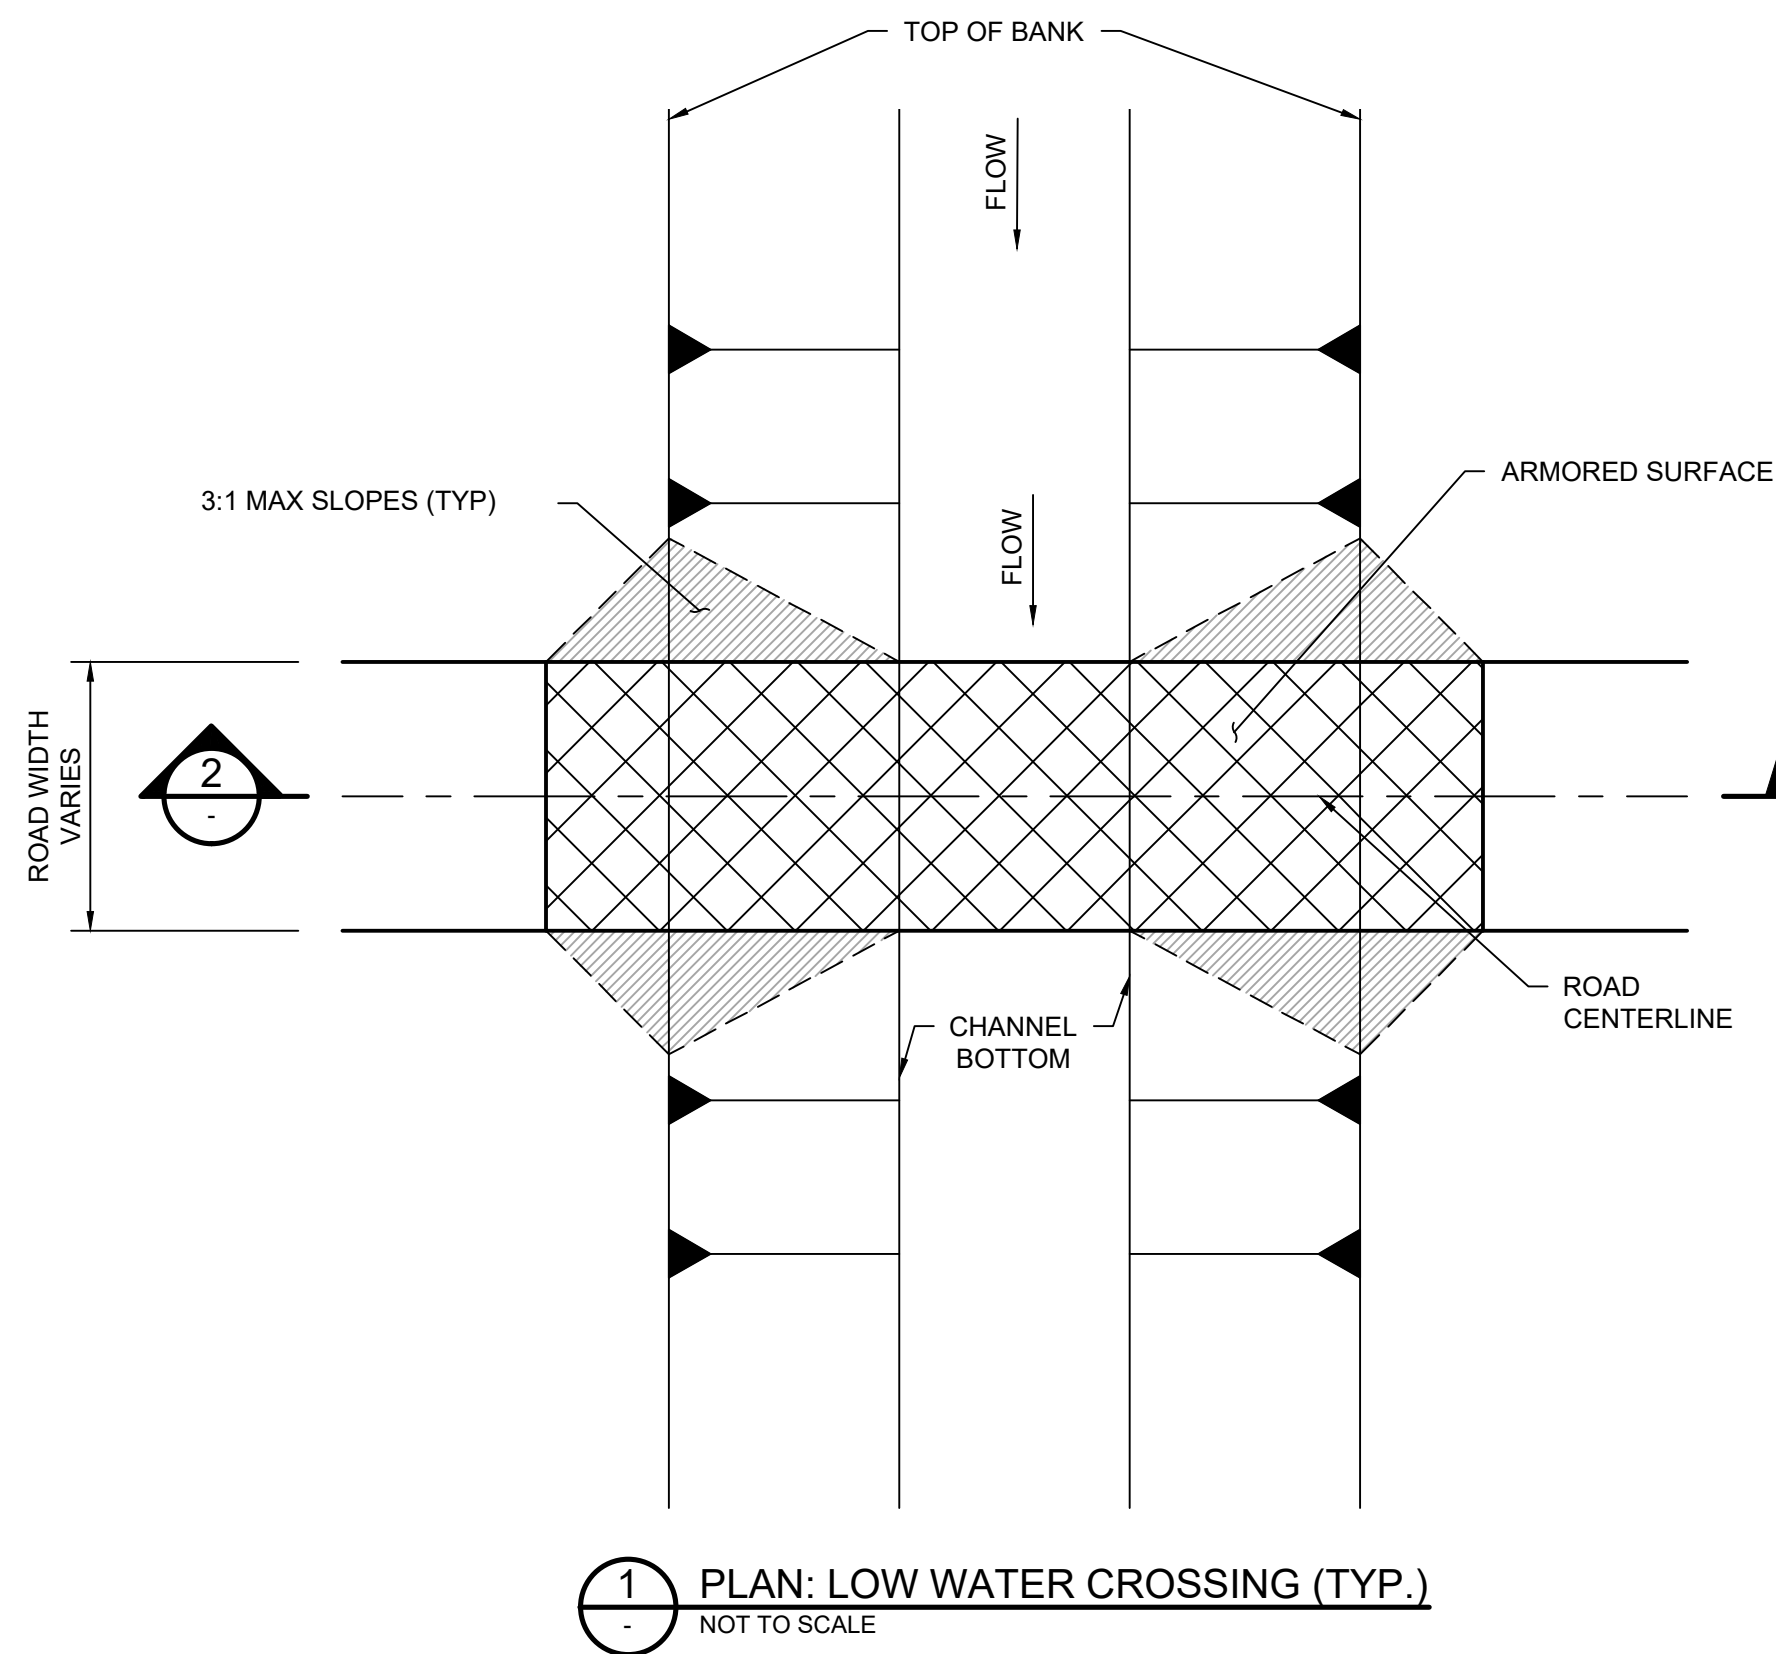 TOP OF BANK
FLOW
3:1 MAX SLOPES (TYP)
ARMORED SURFACE
FLOW
ROAD WIDTH
VARIES
2
-
ROAD
CENTERLINE
CHANNEL
BOTTOM
1
-
PLAN: LOW WATER CROSSING (TYP.)
NOT TO SCALE